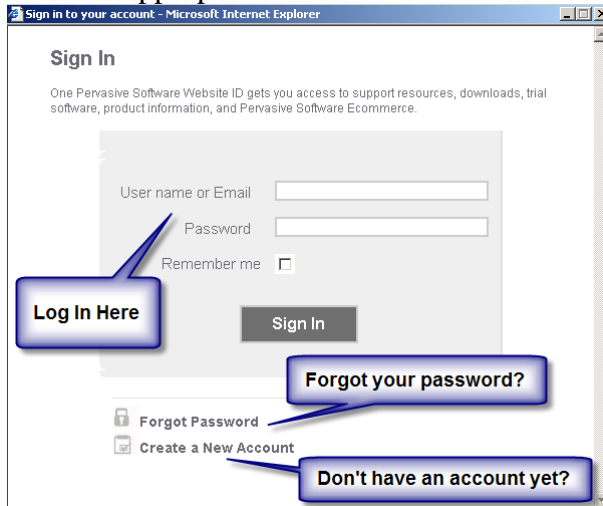 Sign in to your account - Microsoft Internet Explorer
Sign In
One Pervasive Software Website ID gets you access to support resources, downloads, trial
software, product information, and Pervasive Software Ecommerce.
User name or Email
Password
Remember me
Log In Here
Sign In
Forgot your password?
Forgot Password
Create a New Account
Don't have an account yet?